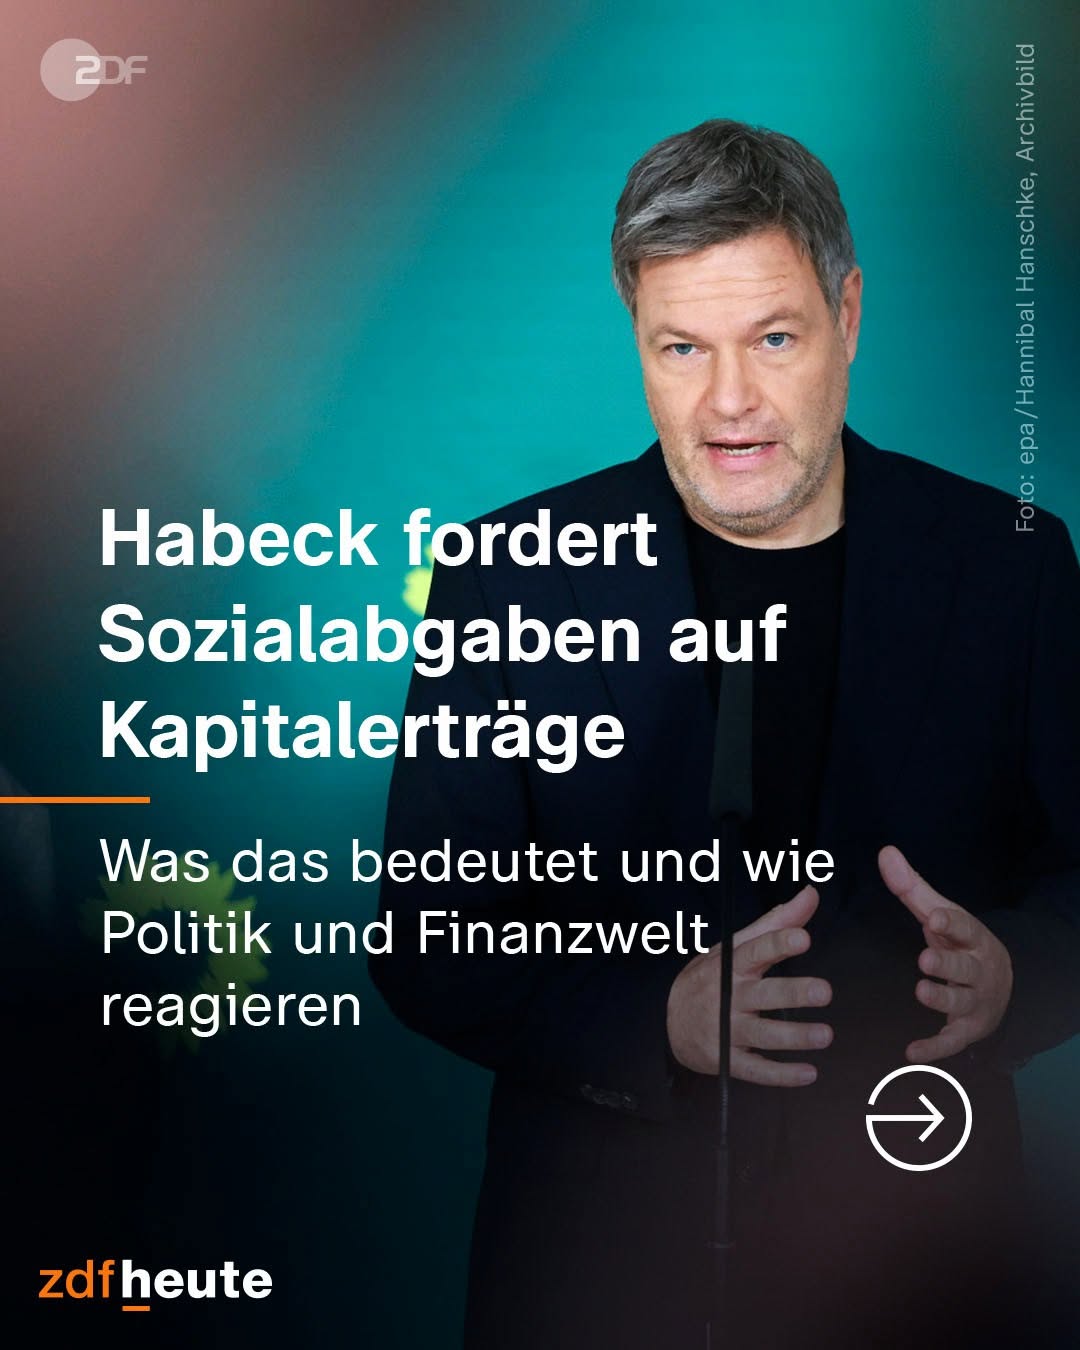 ZDF
Foto: epa/Hannibal Hanschke, Archivbild
Habeck fordert
Sozialabgaben auf
Kapitalerträge
Was das bedeutet und wie
Politik und Finanzwelt
reagieren
zdfheute